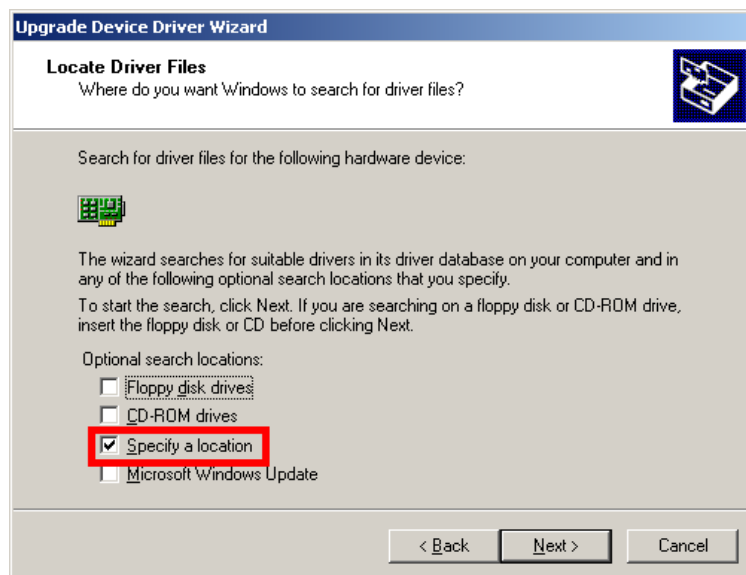 Upgrade Device Driver Wizard
Locate Driver Files
Where do you want Windows to search for driver files?
Search for driver files for the following hardware device:
The wizard searches for suitable drivers in its driver database on your computer and in
any of the following optional search locations that you specify.
To start the search, click Next. If you are searching on a floppy disk or CD-ROM drive,
insert the floppy disk or CD before clicking Next.
Optional search locations:
Floppy disk drives
CD-ROM drives
Specify a location
Microsoft Windows Update
< Back Next > Cancel